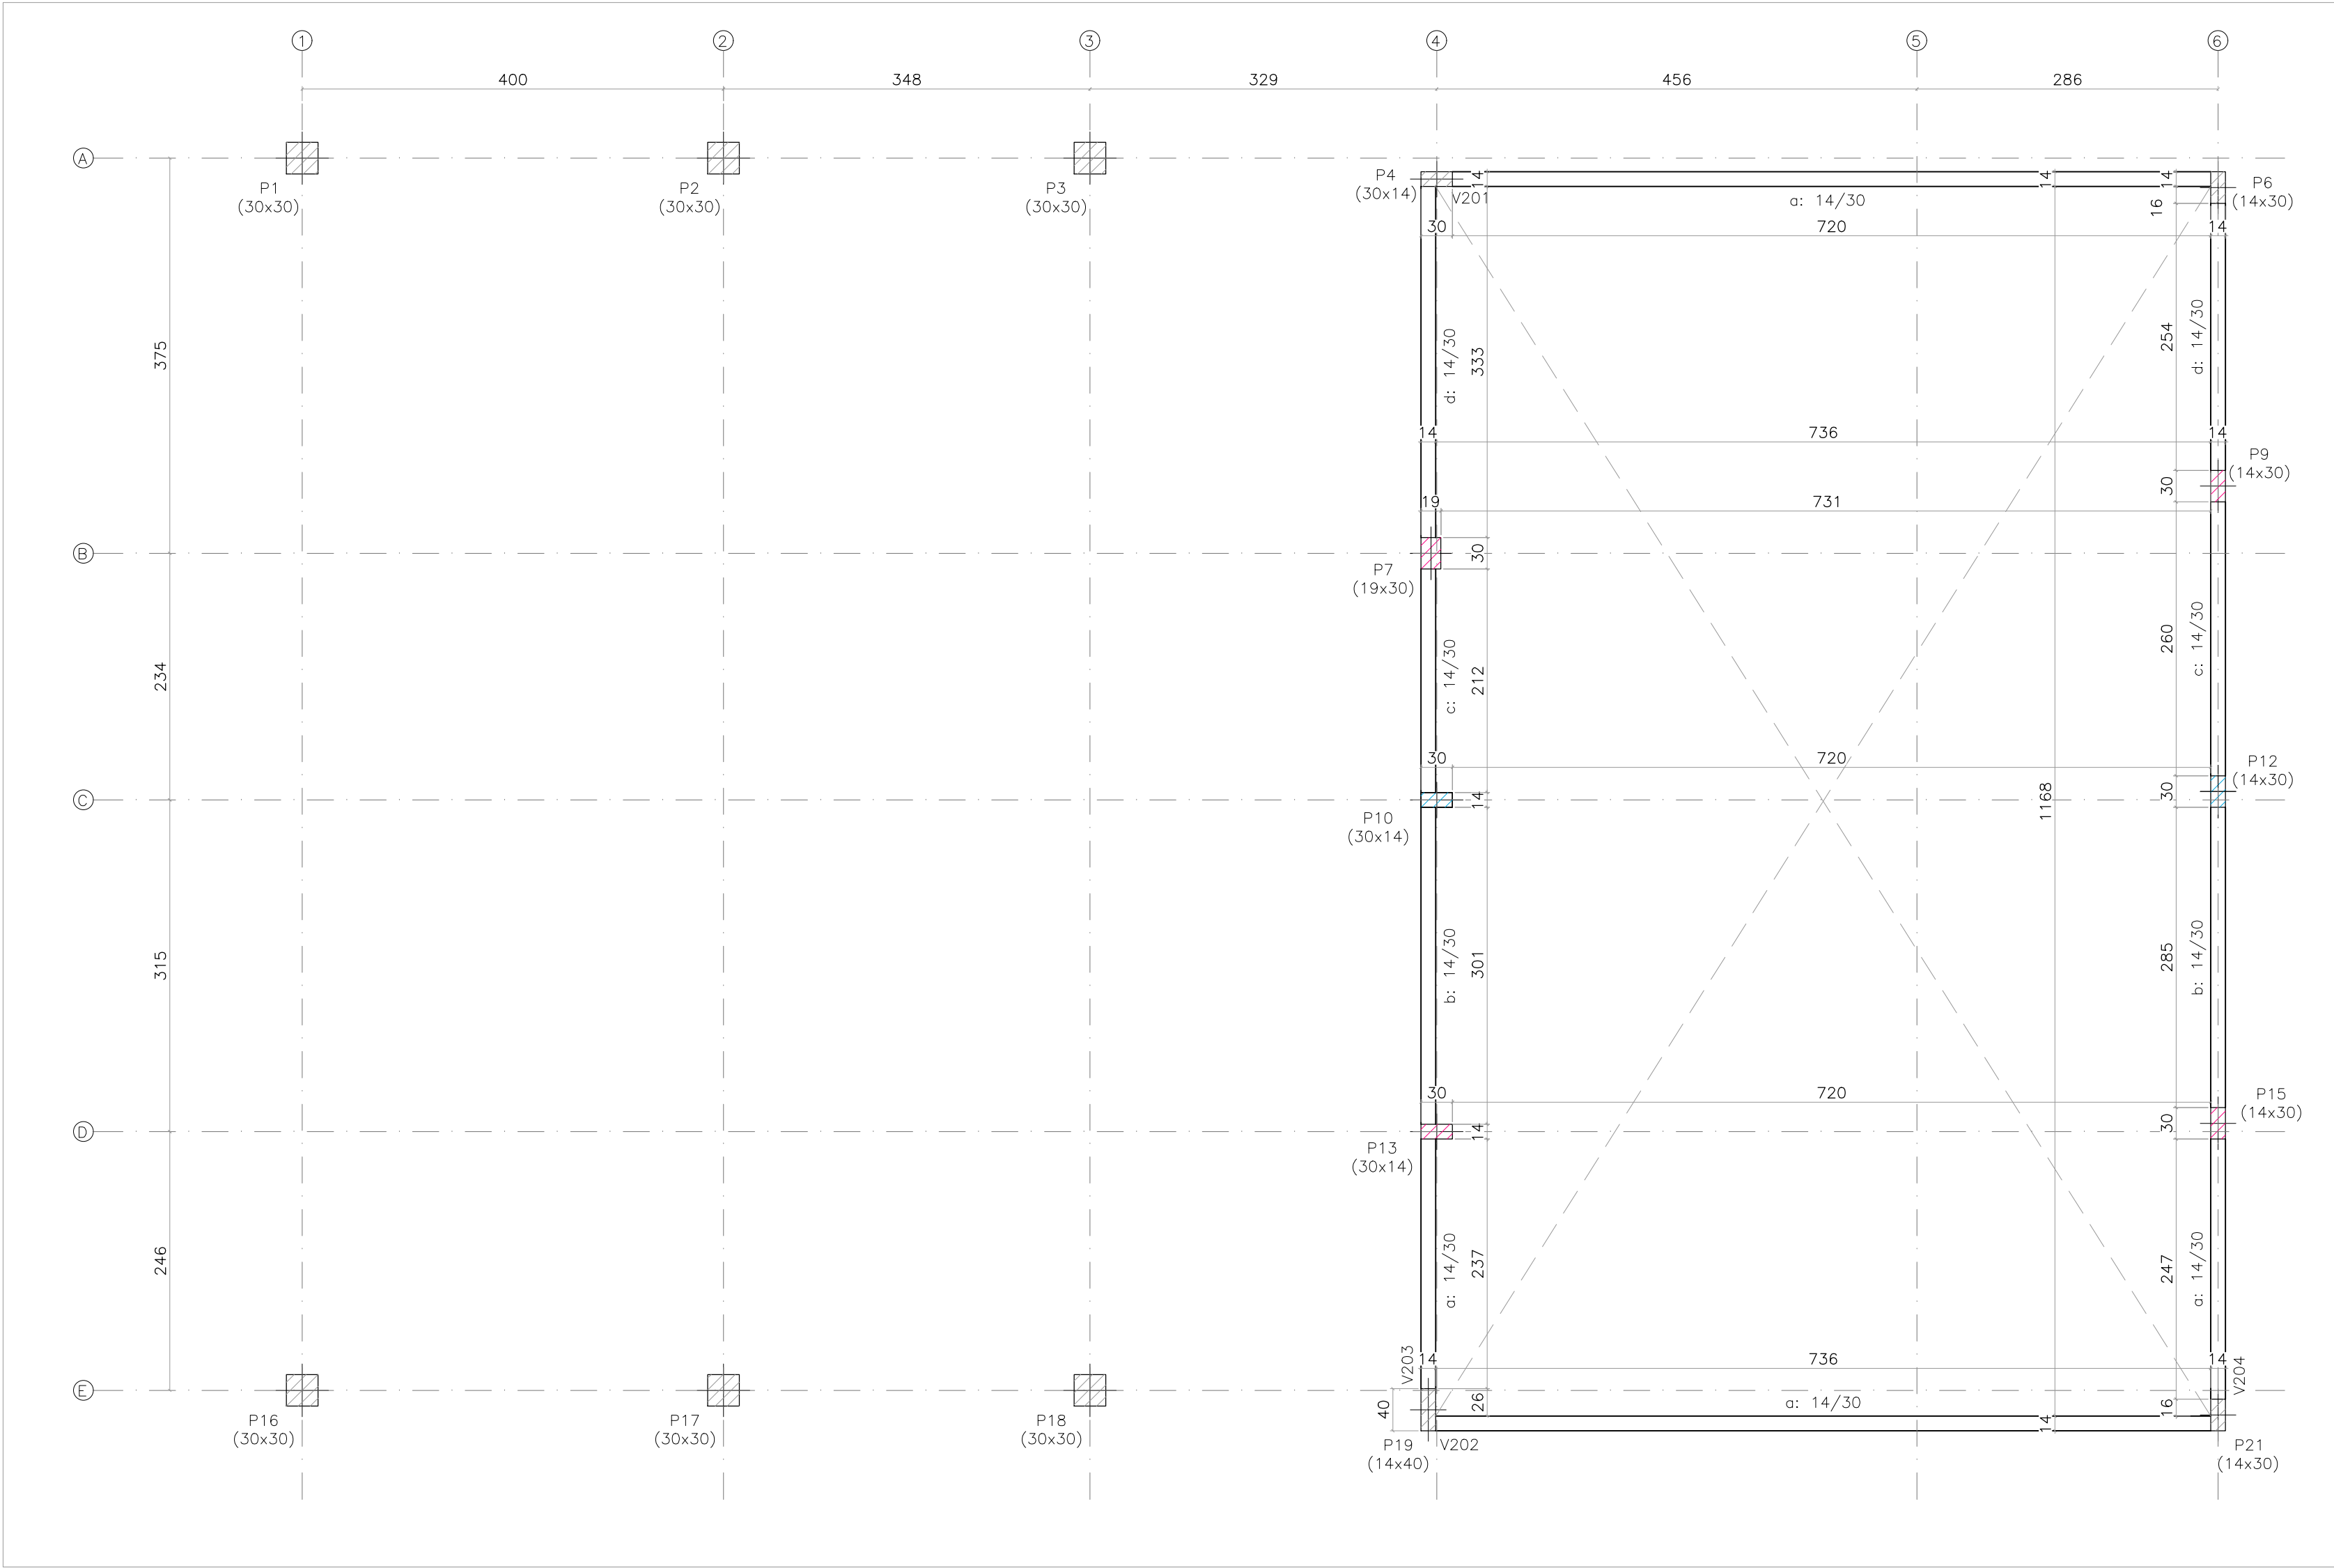 1
2
3
4
5
6
400
348
329
456
286
A
P1
(30x30)
P2
(30x30)
P3
(30x30)
P4
(30x14)
14
V201
a: 14/30
14
14
16
P6
(14x30)
30
720
14
375
d: 14/30
333
254
d: 14/30
14
736
14
P9
(14x30)
30
19
731
B
P7
(19x30)
30
234
c: 14/30
212
260
c: 14/30
30
720
P12
(14x30)
C
P10
(30x14)
14
1168
30
315
b: 14/30
301
285
b: 14/30
30
720
P15
(14x30)
D
P13
(30x14)
14
30
246
a: 14/30
237
247
a: 14/30
V203
14
736
14
V204
E
40
26
a: 14/30
16
14
P16
(30x30)
P17
(30x30)
P18
(30x30)
P19
(14x40)
V202
P21
(14x30)